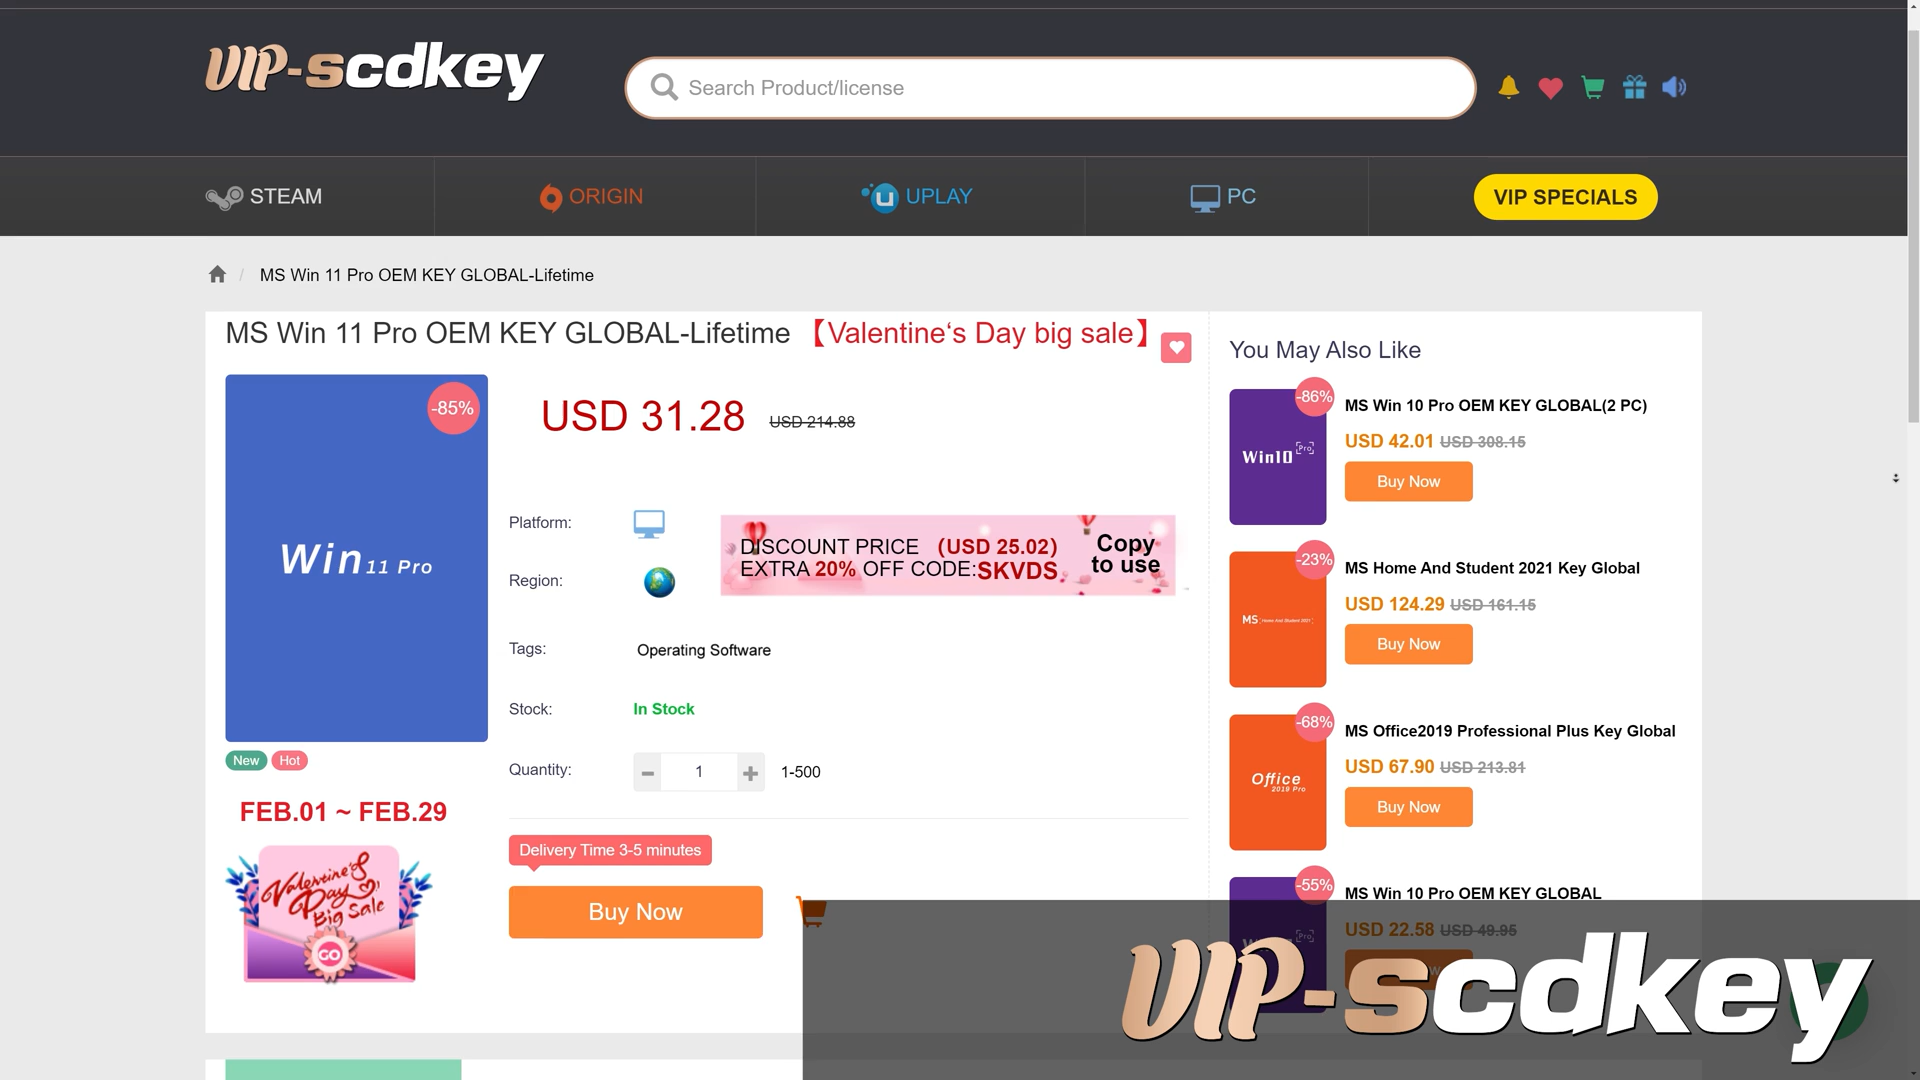 VIP-scdkey
Search Product/license
STEAM
ORIGIN
UPLAY
PC
VIP SPECIALS
/ MS Win 11 Pro OEM KEY GLOBAL-Lifetime
MS Win 11 Pro OEM KEY GLOBAL-Lifetime 【Valentine‘s Day big sale】
-85%
Win 11 Pro
New Hot
FEB.01 ~ FEB.29
Valentine's
Day
Big Sale
GO
USD 31.28 USD 214.88
Platform:
DISCOUNT PRICE (USD 25.02)
EXTRA 20% OFF CODE:SKVDS
Copy
to use
Region:
Tags: Operating Software
Stock: In Stock
Quantity: - 1 + 1-500
Delivery Time 3-5 minutes
Buy Now
You May Also Like
-86%
Win10 Pro
MS Win 10 Pro OEM KEY GLOBAL(2 PC)
USD 42.01 USD 308.15
Buy Now
-23%
MS Home And Student 2021
MS Home And Student 2021 Key Global
USD 124.29 USD 161.15
Buy Now
-68%
Office
2019 Pro
MS Office2019 Professional Plus Key Global
USD 67.90 USD 213.81
Buy Now
-55%
MS Win 10 Pro OEM KEY GLOBAL
USD 22.58 USD 49.95
VIP-scdkey